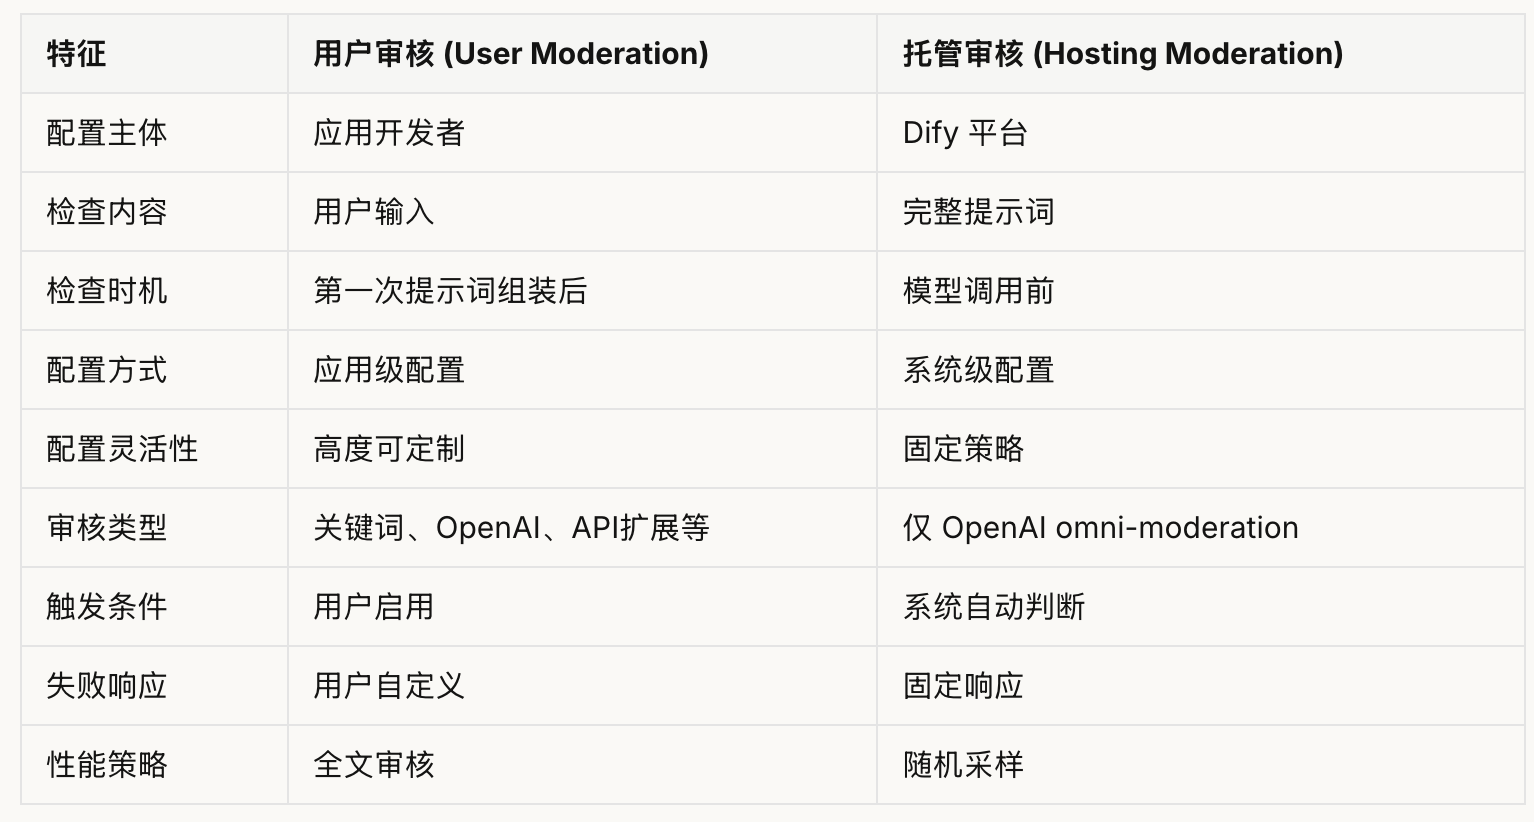 特征 用户审核 (User Moderation) 托管审核 (Hosting Moderation)
配置主体 应用开发者 Dify 平台
检查内容 用户输入 完整提示词
检查时机 第一次提示词组装后 模型调用前
配置方式 应用级配置 系统级配置
配置灵活性 高度可定制 固定策略
审核类型 关键词、OpenAI、API扩展等 仅 OpenAI omni-moderation
触发条件 用户启用 系统自动判断
失败响应 用户自定义 固定响应
性能策略 全文审核 随机采样